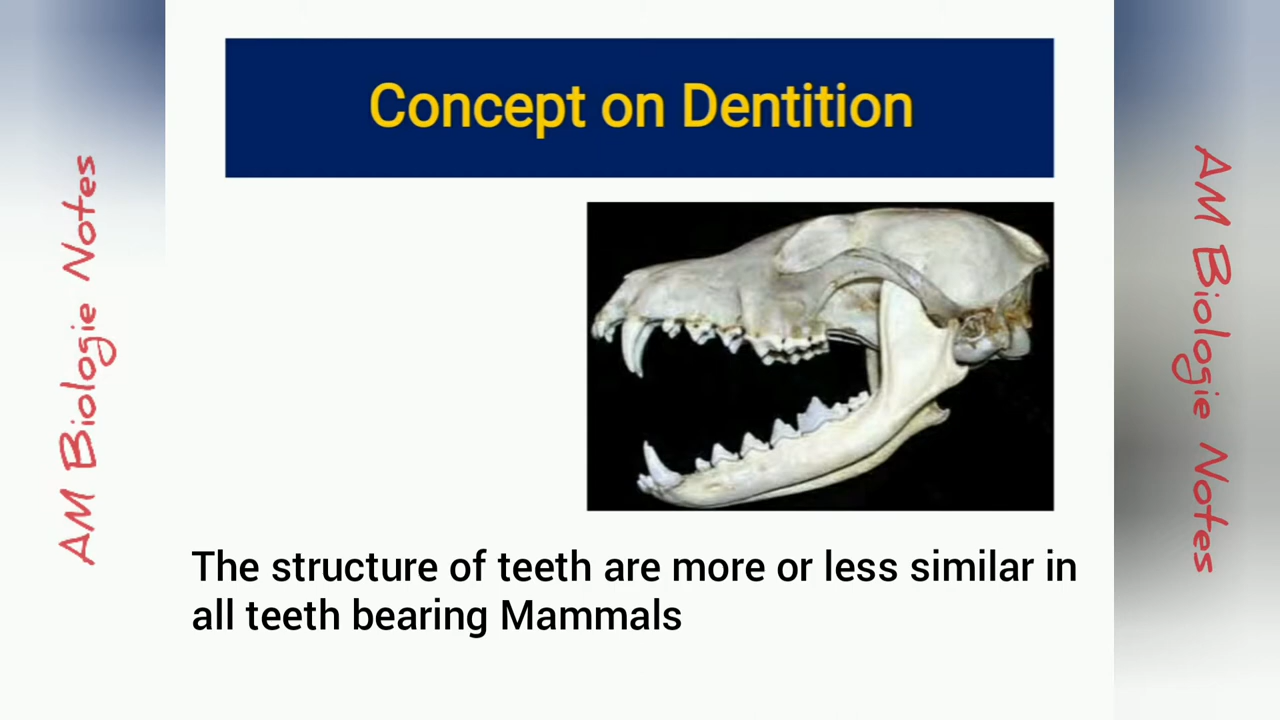 Concept on Dentition
AM Biologie Notes
AM Biologie Notes
The structure of teeth are more or less similar in
all teeth bearing Mammals